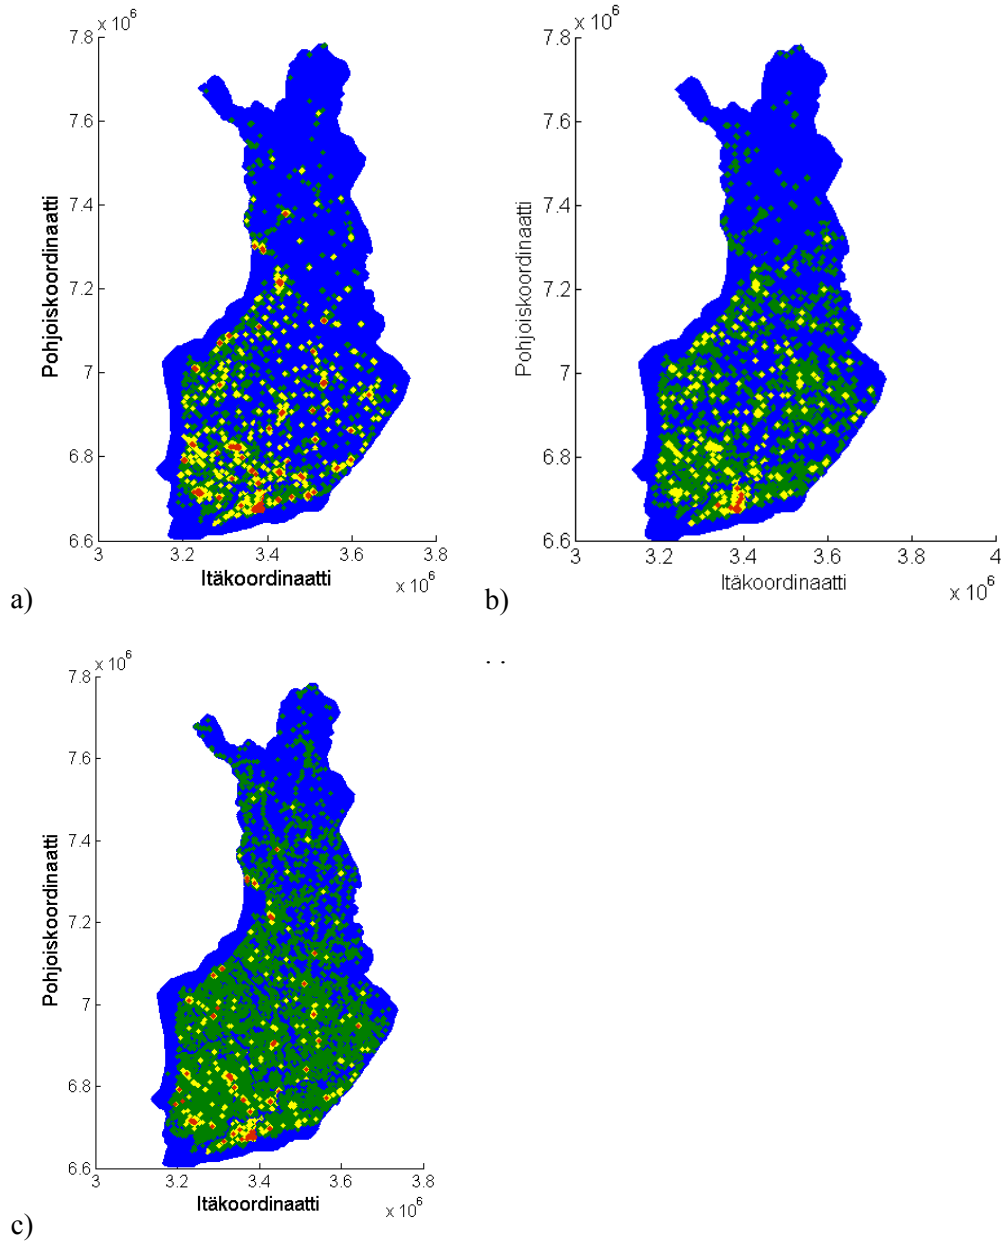 x 10^6
7.8
7.6
7.4
7.2
7
6.8
6.6
Pohjoiskoordinaatti
3 3.2 3.4 3.6 3.8
Itäkoordinaatti
x 10^6
a)
x 10^6
7.8
7.6
7.4
7.2
7
6.8
6.6
Pohjoiskoordinaatti
3 3.2 3.4 3.6 3.8 4
Itäkoordinaatti
x 10^6
b)
x 10^6
7.8
7.6
7.4
7.2
7
6.8
6.6
Pohjoiskoordinaatti
3 3.2 3.4 3.6 3.8
Itäkoordinaatti
x 10^6
c)